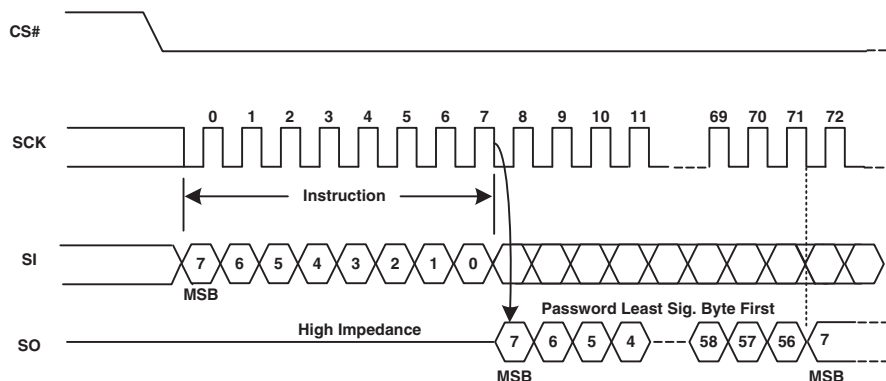 CS#
0 1 2 3 4 5 6 7 8 9 10 11 69 70 71 72
SCK
Instruction
SI 7 6 5 4 3 2 1 0
MSB
Password Least Sig. Byte First
High Impedance
SO 7 6 5 4 58 57 56 7
MSB MSB